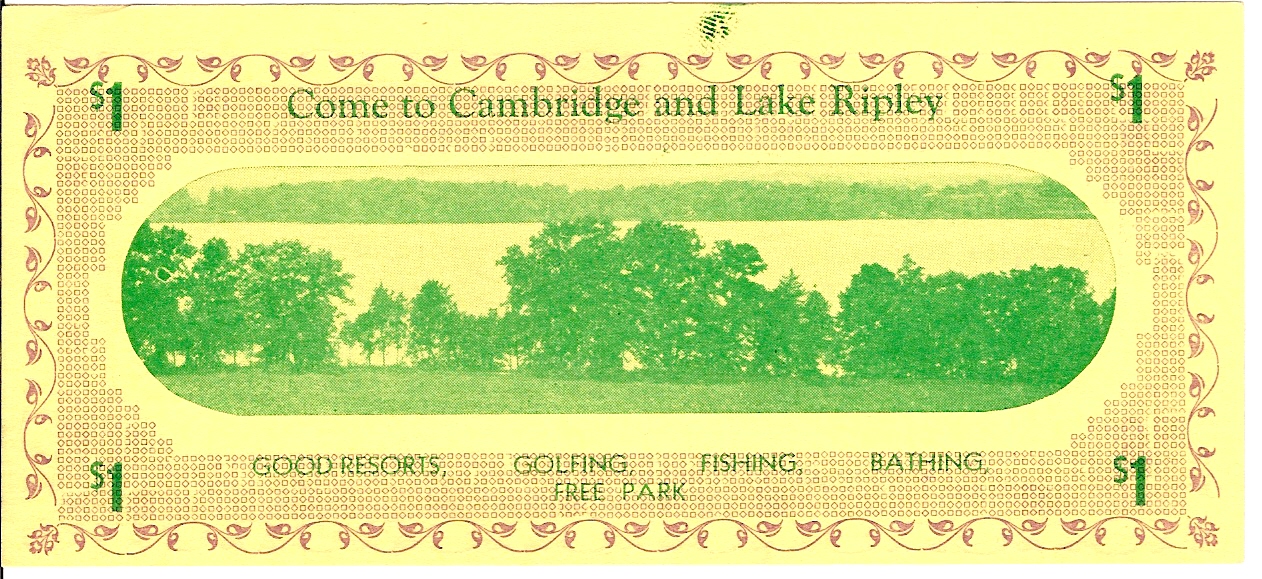 $1 Come to Cambridge and Lake Ripley $1
$1 GOOD RESORTS, GOLFING, FISHING, BATHING, $1
FREE PARK